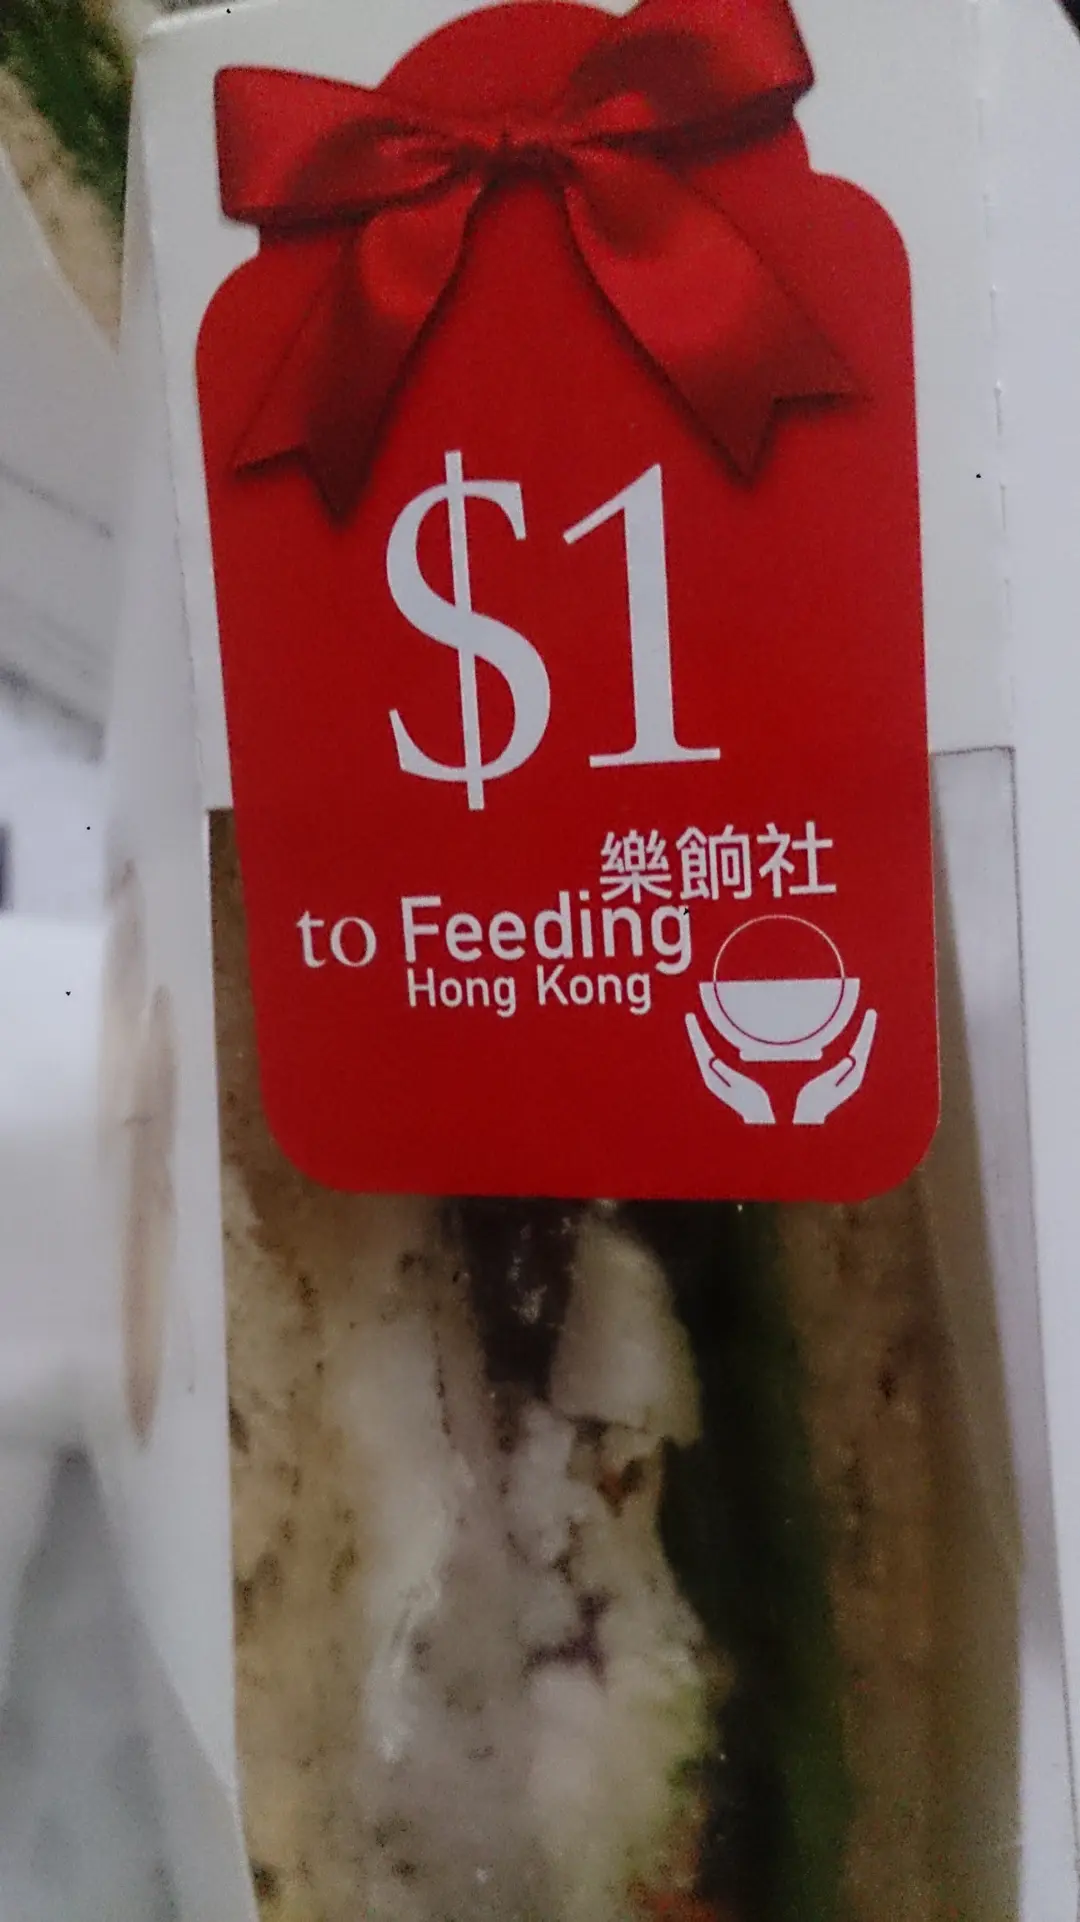 $1
樂餉社
to Feeding
Hong Kong